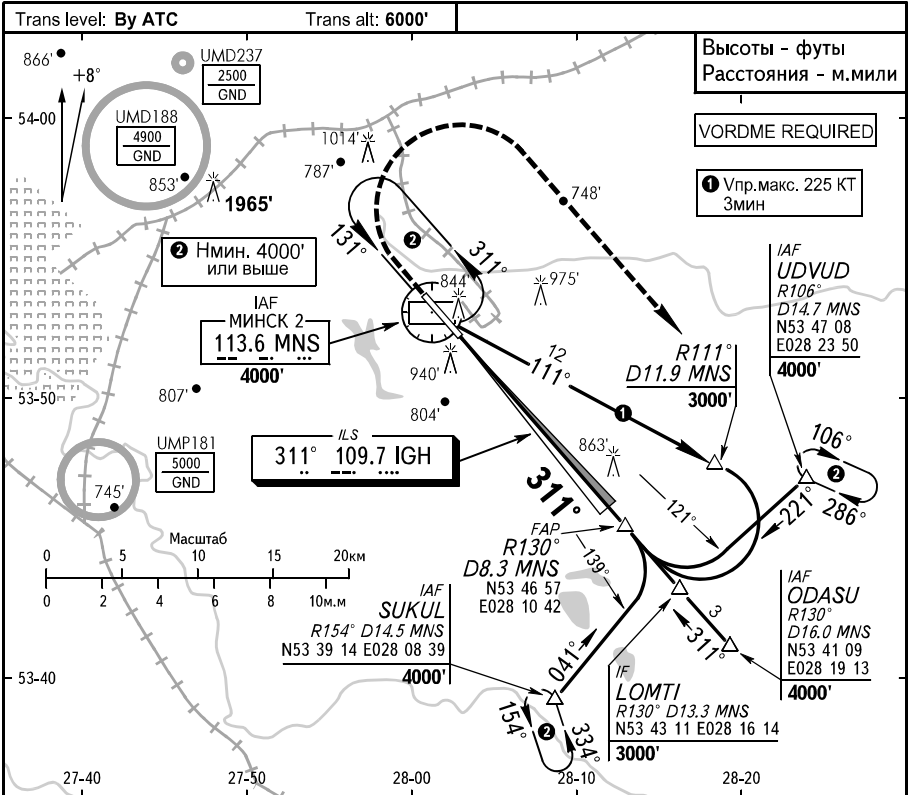 Trans level: By ATC
Trans alt: 6000'
Высоты - футы
Расстояния - м.мили
VORDME REQUIRED
❶ Vпр.макс. 225 КТ
3мин
866'
+8°
UMD237
2500
GND
54-00
UMD188
4900
GND
853'
1965'
1014'
787'
748'
❷ Hмин. 4000'
или выше
131°
❷
311°
844'
975'
IAF
UDVUD
R106°
D14.7 MNS
N53 47 08
E028 23 50
4000'
IAF
МИНСК 2
113.6 MNS
4000'
12
111°
R111°
D11.9 MNS
3000'
❶
940'
53-50
807'
804'
UMP181
5000
GND
745'
ILS
311° 109.7 IGH
863'
311°
121°
106°
❷
286°
221°
Масштаб
0 5 10 15 20км
0 2 4 6 8 10м.м
FAP
R130°
D8.3 MNS
N53 46 57
E028 10 42
139°
IAF
SUKUL
R154° D14.5 MNS
N53 39 14 E028 08 39
4000'
041°
3
311°
IAF
ODASU
R130°
D16.0 MNS
N53 41 09
E028 19 13
4000'
53-40
IF
LOMTI
R130° D13.3 MNS
N53 43 11 E028 16 14
3000'
154°
❷
334°
27-40
27-50
28-00
28-10
28-20